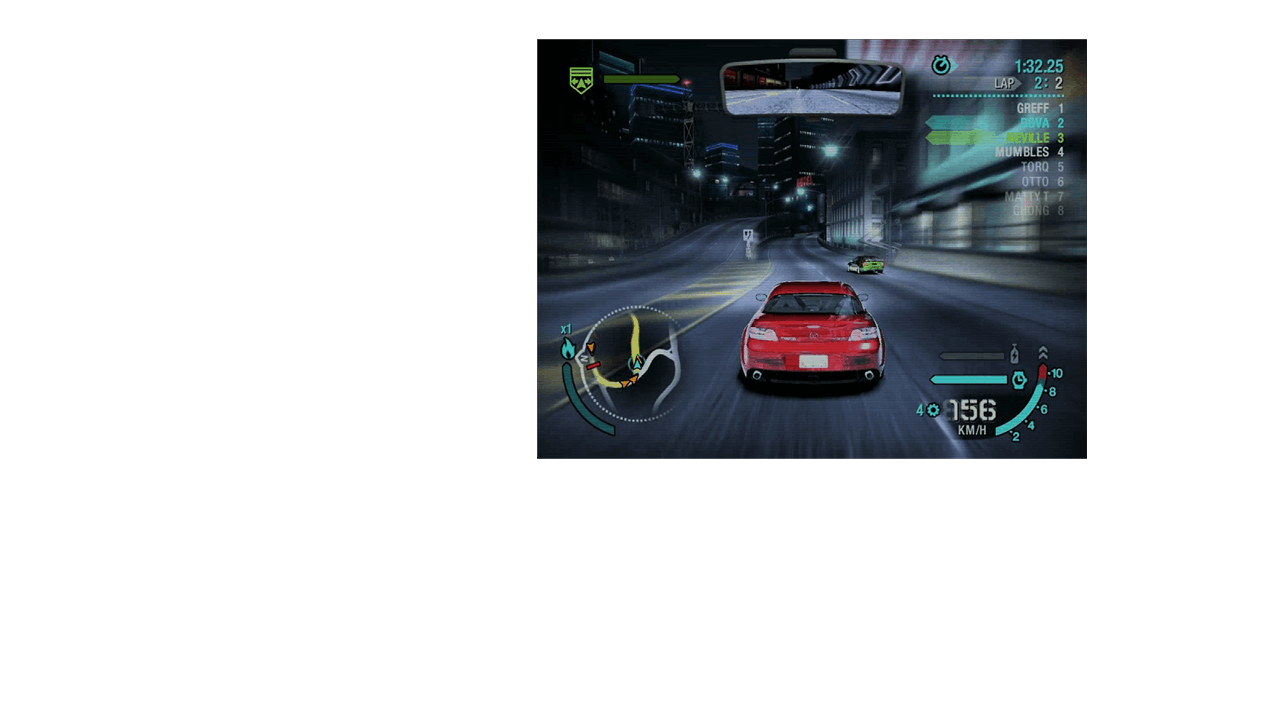 1:32.25
LAP 2: 2
GREFF 1
2
NEVILLE 3
MUMBLES 4
TORQ 5
OTTO 6
MATTY T 7
CHONG 8
x1
N
10
8
6
4
2
4
156
KM/H